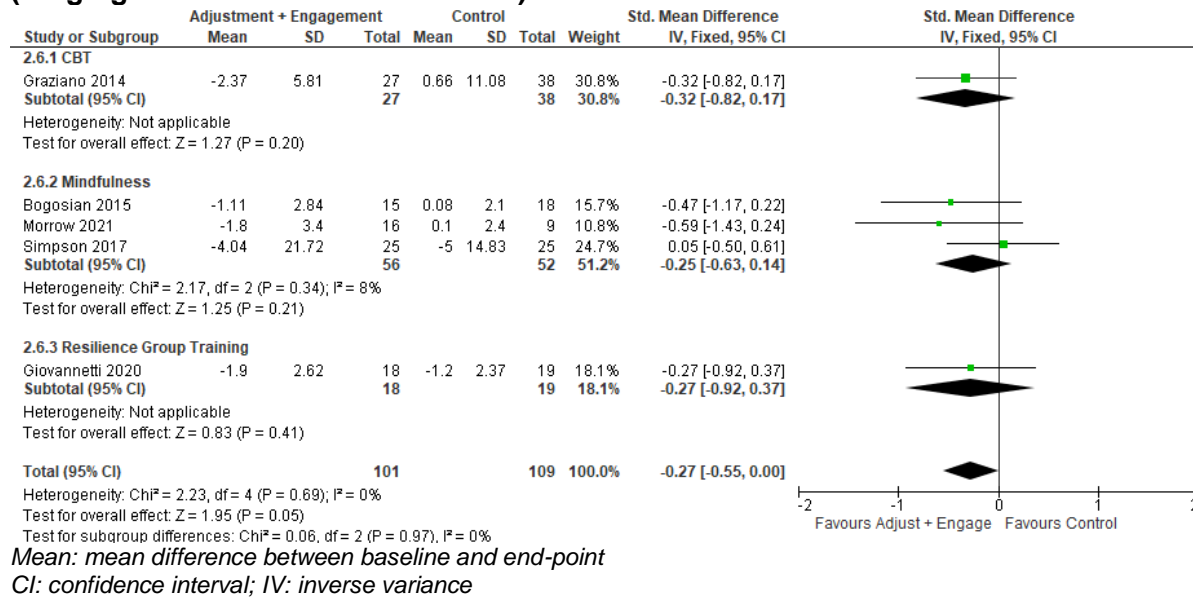 Adjustment + Engagement Control Std. Mean Difference Std. Mean Difference
Study or Subgroup Mean SD Total Mean SD Total Weight IV, Fixed, 95% CI IV, Fixed, 95% CI
2.6.1 CBT
Graziano 2014 -2.37 5.81 27 0.66 11.08 38 30.8% -0.32 [-0.82, 0.17]
Subtotal (95% CI) 27 38 30.8% -0.32 [-0.82, 0.17]
Heterogeneity: Not applicable
Test for overall effect: Z = 1.27 (P = 0.20)
2.6.2 Mindfulness
Bogosian 2015 -1.11 2.84 15 0.08 2.1 18 15.7% -0.47 [-1.17, 0.22]
Morrow 2021 -1.8 3.4 16 0.1 2.4 9 10.8% -0.59 [-1.43, 0.24]
Simpson 2017 -4.04 21.72 25 -5 14.83 25 24.7% 0.05 [-0.50, 0.61]
Subtotal (95% CI) 56 52 51.2% -0.25 [-0.63, 0.14]
Heterogeneity: Chi² = 2.17, df = 2 (P = 0.34); I² = 8%
Test for overall effect: Z = 1.25 (P = 0.21)
2.6.3 Resilience Group Training
Giovannetti 2020 -1.9 2.62 18 -1.2 2.37 19 18.1% -0.27 [-0.92, 0.37]
Subtotal (95% CI) 18 19 18.1% -0.27 [-0.92, 0.37]
Heterogeneity: Not applicable
Test for overall effect: Z = 0.83 (P = 0.41)
Total (95% CI) 101 109 100.0% -0.27 [-0.55, 0.00]
Heterogeneity: Chi² = 2.23, df = 4 (P = 0.69); I² = 0%
Test for overall effect: Z = 1.95 (P = 0.05)
Test for subgroup differences: Chi² = 0.06, df = 2 (P = 0.97), I² = 0%
-2 -1 0 1 2
Favours Adjust + Engage Favours Control
Mean: mean difference between baseline and end-point
CI: confidence interval; IV: inverse variance